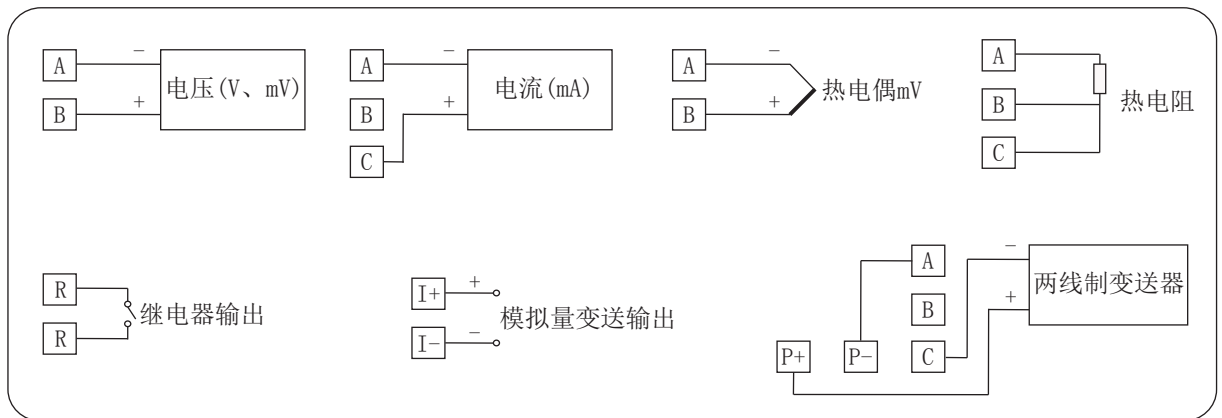 A
B
-
+
电压(V、mV)
A
B
C
-
+
电流(mA)
A
B
-
+
热电偶mV
A
B
C
热电阻
R
R
继电器输出
I+
I-
+
-
模拟量变送输出
P+
P-
A
B
C
-
+
两线制变送器